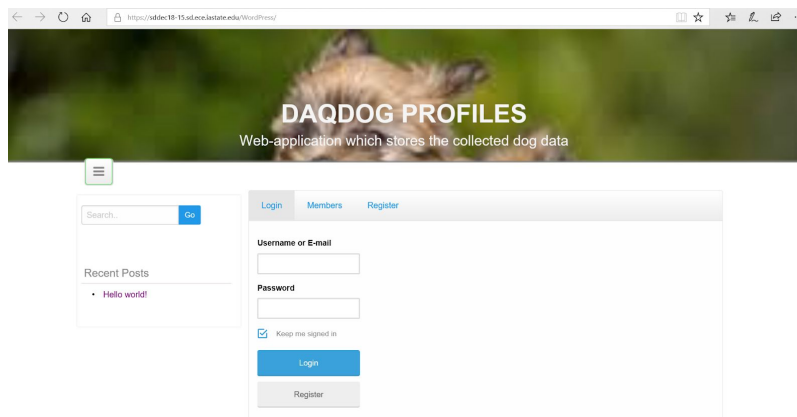 https://sddec18-15.sd.ece.iastate.edu/WordPress/
DAQDOG PROFILES
Web-application which stores the collected dog data
Search.. Go
Recent Posts
• Hello world!
Login Members Register
Username or E-mail
Password
Keep me signed in
Login
Register